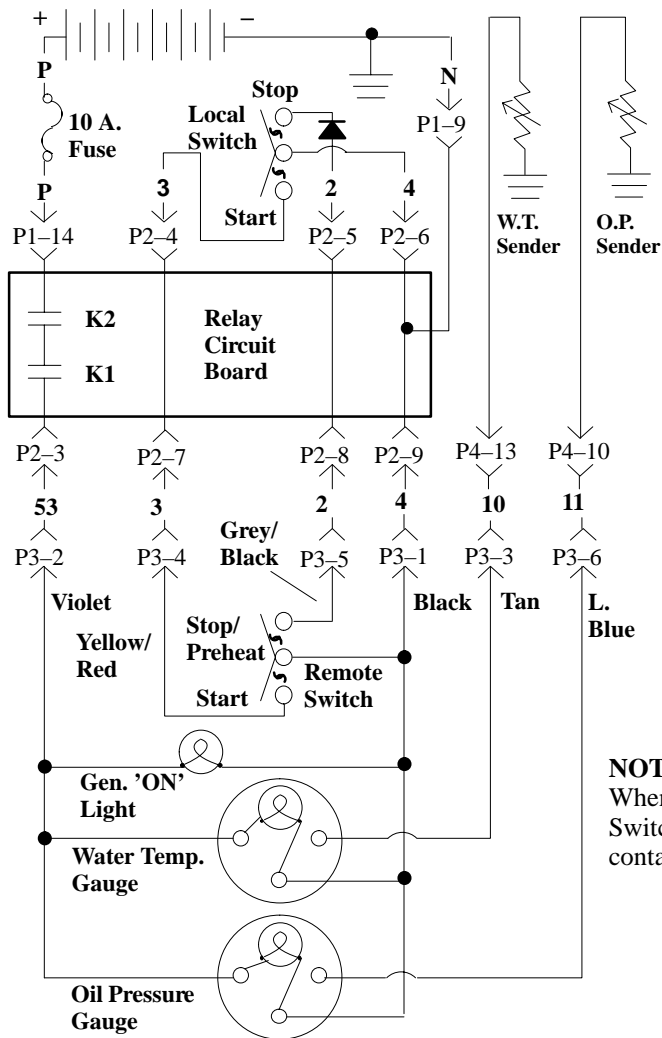 +
−
P
N
Stop
Local
Switch
10 A.
Fuse
P1–9
P
3
2
4
Start
W.T.
Sender
O.P.
Sender
P1–14
P2–4
P2–5
P2–6
K2
K1
Relay
Circuit
Board
P2–3
P2–7
P2–8
P2–9
P4–13
P4–10
53
3
2
4
10
11
Grey/
Black
P3–2
P3–4
P3–5
P3–1
P3–3
P3–6
Violet
Yellow/
Red
Stop/
Preheat
Black
Tan
L.
Blue
Start
Remote
Switch
Gen. 'ON'
Light
Water Temp.
Gauge
Oil Pressure
Gauge
NOT
Wher
Switc
conta